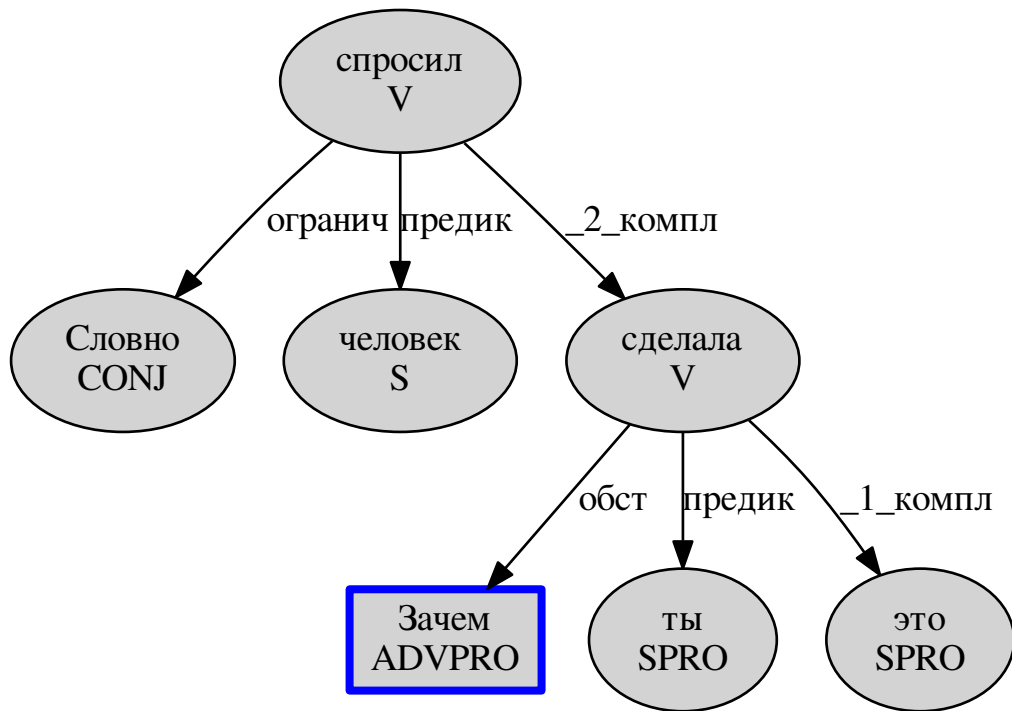 спросил
V
огранич
предик
_2_компл
Словно
CONJ
человек
S
сделала
V
обст
предик
_1_компл
Зачем
ADVPRO
ты
SPRO
это
SPRO